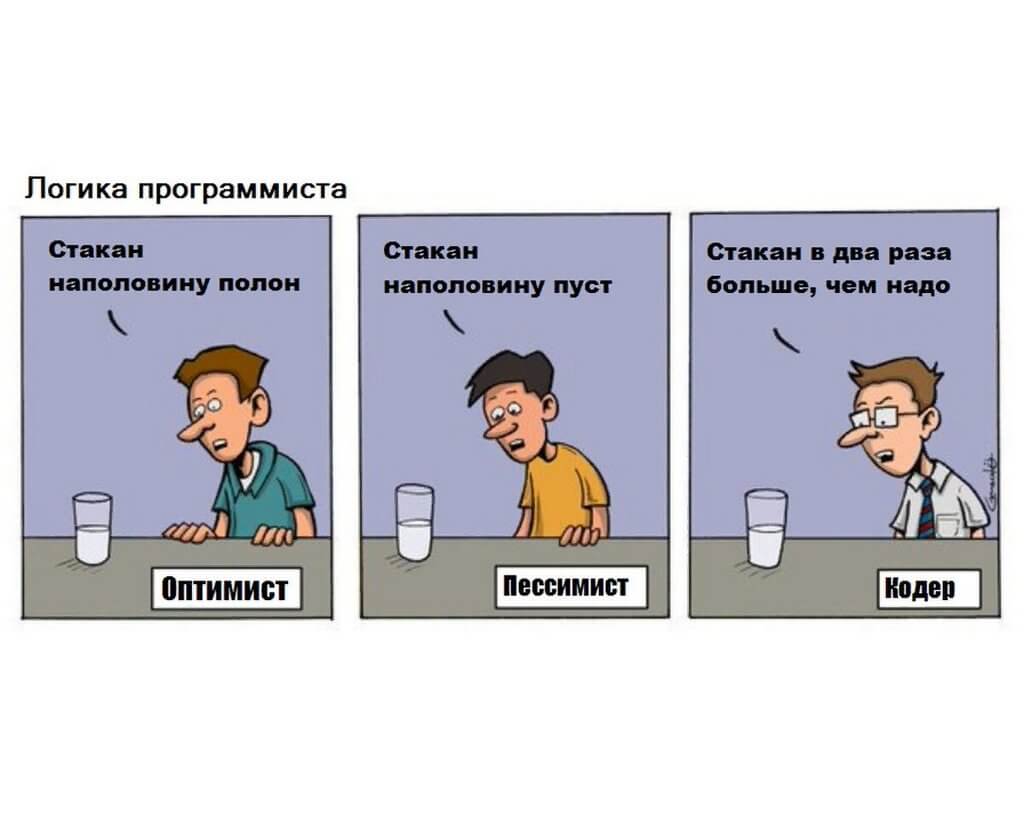 Логика программиста
Стакан
наполовину полон
Оптимист
Стакан
наполовину пуст
Пессимист
Стакан в два раза
больше, чем надо
Кодер